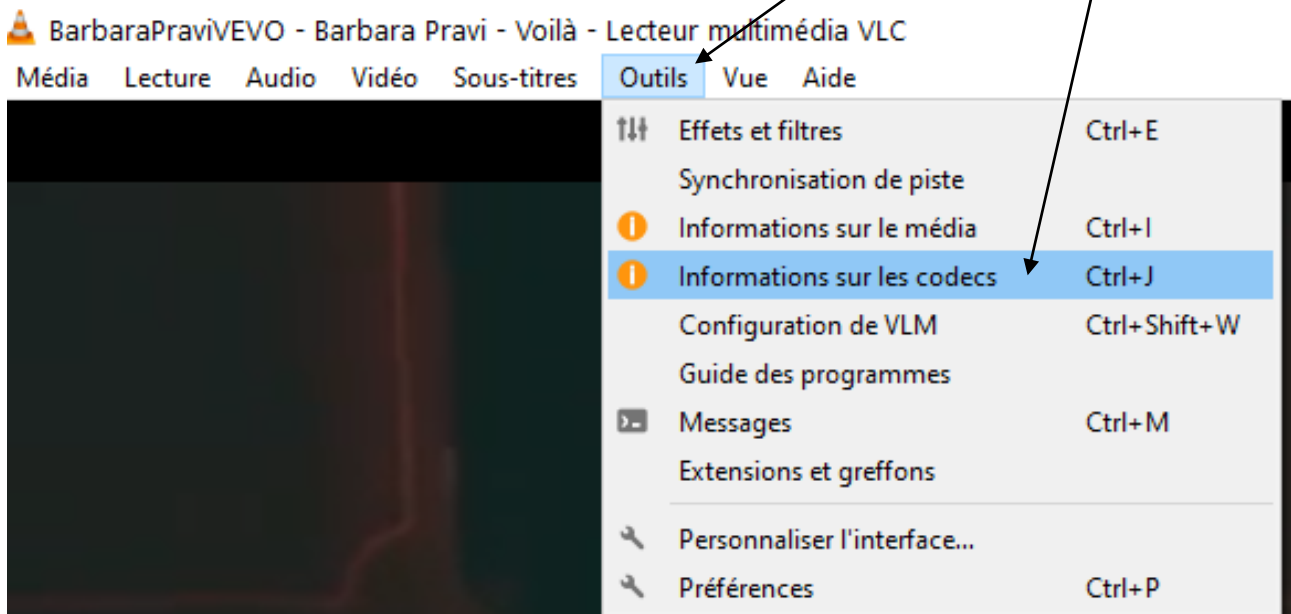 BarbaraPraviVEVO - Barbara Pravi - Voilà - Lecteur multimédia VLC
Média Lecture Audio Vidéo Sous-titres Outils Vue Aide
Effets et filtres Ctrl+E
Synchronisation de piste
Informations sur le média Ctrl+I
Informations sur les codecs Ctrl+J
Configuration de VLM Ctrl+Shift+W
Guide des programmes
Messages Ctrl+M
Extensions et greffons
Personnaliser l'interface...
Préférences Ctrl+P